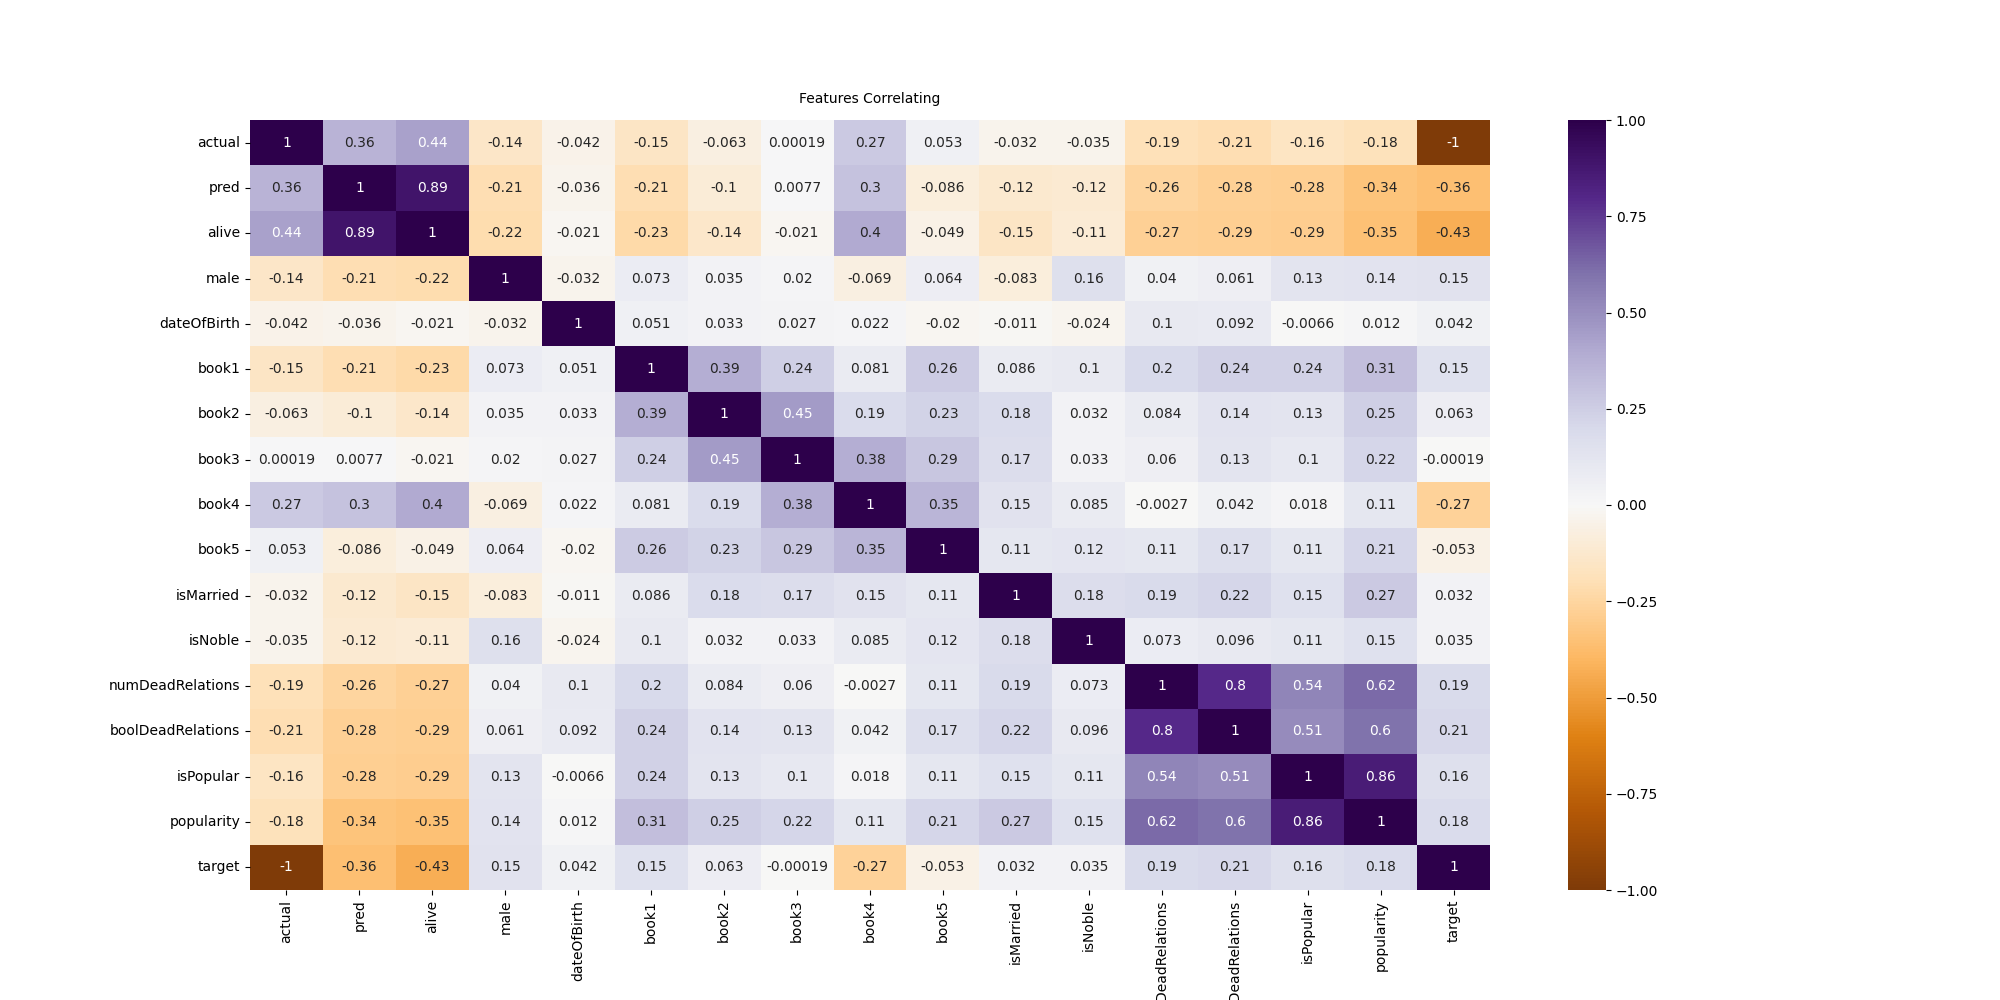 Features Correlating
actual 1 0.36 0.44 -0.14 -0.042 -0.15 -0.063 0.00019 0.27 0.053 -0.032 -0.035 -0.19 -0.21 -0.16 -0.18 -1
pred 0.36 1 0.89 -0.21 -0.036 -0.21 -0.1 0.0077 0.3 -0.086 -0.12 -0.12 -0.26 -0.28 -0.28 -0.34 -0.36
alive 0.44 0.89 1 -0.22 -0.021 -0.23 -0.14 -0.021 0.4 -0.049 -0.15 -0.11 -0.27 -0.29 -0.29 -0.35 -0.43
male -0.14 -0.21 -0.22 1 -0.032 0.073 0.035 0.02 -0.069 0.064 -0.083 0.16 0.04 0.061 0.13 0.14 0.15
dateOfBirth -0.042 -0.036 -0.021 -0.032 1 0.051 0.033 0.027 0.022 -0.02 -0.011 -0.024 0.1 0.092 -0.0066 0.012 0.042
book1 -0.15 -0.21 -0.23 0.073 0.051 1 0.39 0.24 0.081 0.26 0.086 0.1 0.2 0.24 0.24 0.31 0.15
book2 -0.063 -0.1 -0.14 0.035 0.033 0.39 1 0.45 0.19 0.23 0.18 0.032 0.084 0.14 0.13 0.25 0.063
book3 0.00019 0.0077 -0.021 0.02 0.027 0.24 0.45 1 0.38 0.29 0.17 0.033 0.06 0.13 0.1 0.22 -0.00019
book4 0.27 0.3 0.4 -0.069 0.022 0.081 0.19 0.38 1 0.35 0.15 0.085 -0.0027 0.042 0.018 0.11 -0.27
book5 0.053 -0.086 -0.049 0.064 -0.02 0.26 0.23 0.29 0.35 1 0.11 0.12 0.11 0.17 0.11 0.21 -0.053
isMarried -0.032 -0.12 -0.15 -0.083 -0.011 0.086 0.18 0.17 0.15 0.11 1 0.18 0.19 0.22 0.15 0.27 0.032
isNoble -0.035 -0.12 -0.11 0.16 -0.024 0.1 0.032 0.033 0.085 0.12 0.18 1 0.073 0.096 0.11 0.15 0.035
numDeadRelations -0.19 -0.26 -0.27 0.04 0.1 0.2 0.084 0.06 -0.0027 0.11 0.19 0.073 1 0.8 0.54 0.62 0.19
boolDeadRelations -0.21 -0.28 -0.29 0.061 0.092 0.24 0.14 0.13 0.042 0.17 0.22 0.096 0.8 1 0.51 0.6 0.21
isPopular -0.16 -0.28 -0.29 0.13 -0.0066 0.24 0.13 0.1 0.018 0.11 0.15 0.11 0.54 0.51 1 0.86 0.16
popularity -0.18 -0.34 -0.35 0.14 0.012 0.31 0.25 0.22 0.11 0.21 0.27 0.15 0.62 0.6 0.86 1 0.18
target -1 -0.36 -0.43 0.15 0.042 0.15 0.063 -0.00019 -0.27 -0.053 0.032 0.035 0.19 0.21 0.16 0.18 1
actual
pred
alive
male
dateOfBirth
book1
book2
book3
book4
book5
isMarried
isNoble
DeadRelations
DeadRelations
isPopular
popularity
target
1.00
0.75
0.50
0.25
0.00
−0.25
−0.50
−0.75
−1.00